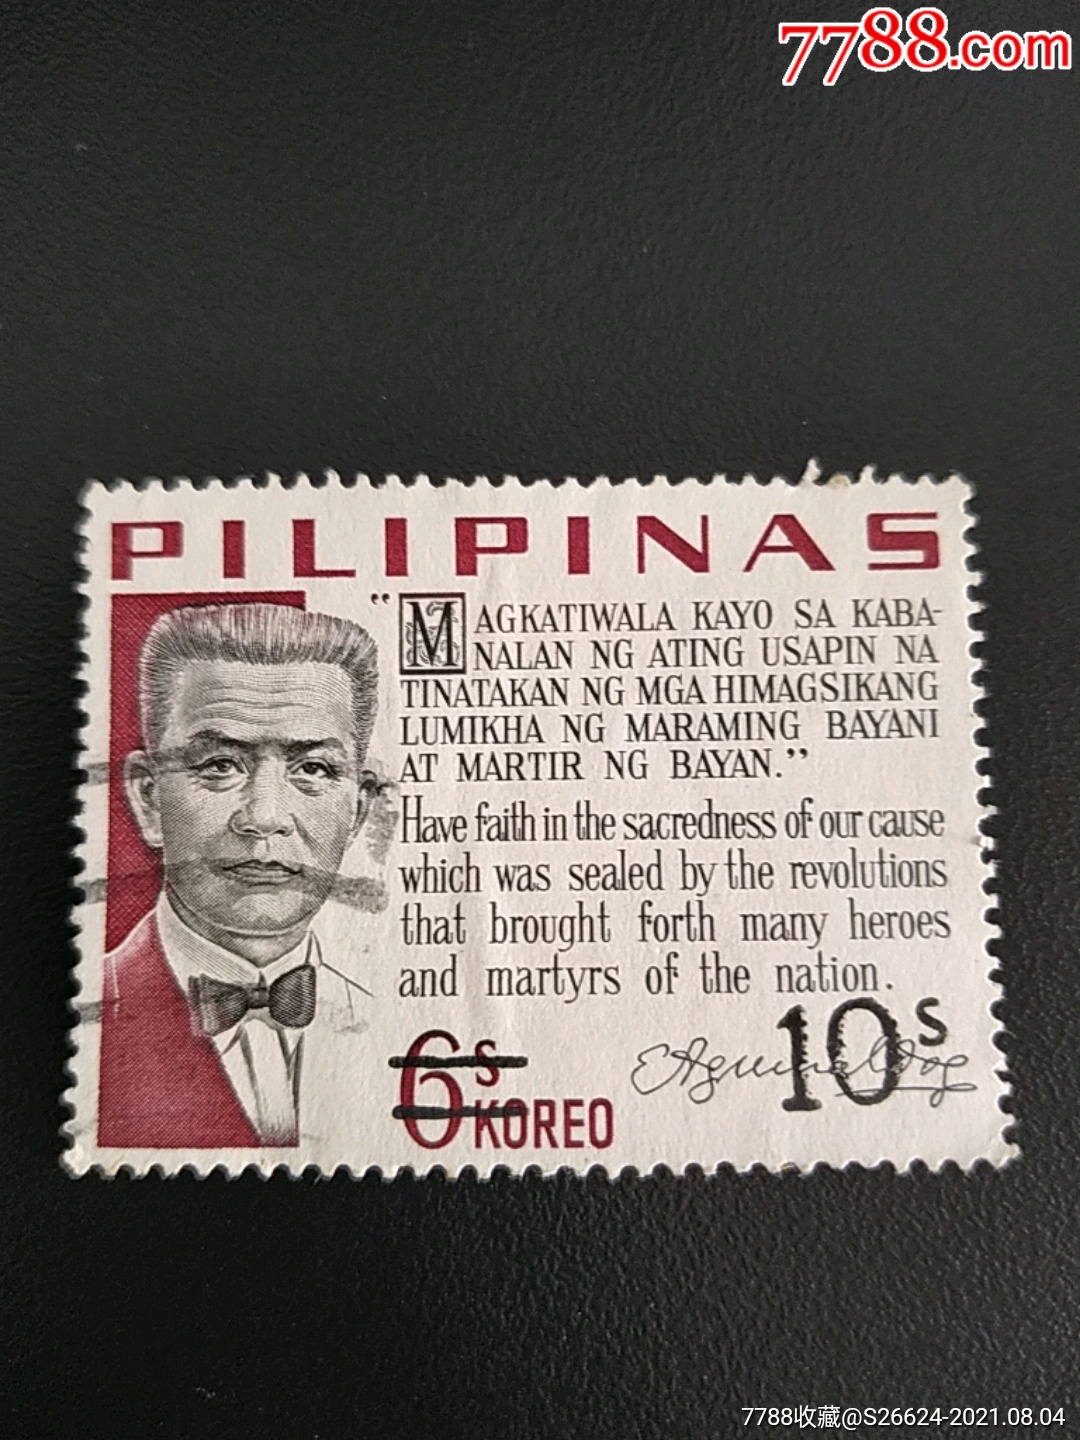 7788.com
PILIPINAS
“MAGKATIWALA KAYO SA KABA-
NALAN NG ATING USAPIN NA
TINATAKAN NG MGA HIMAGSIKANG
LUMIKHA NG MARAMING BAYANI
AT MARTIR NG BAYAN.”
Have faith in the sacredness of our cause
which was sealed by the revolutions
that brought forth many heroes
and martyrs of the nation.
6s KOREO
EAguinaldo 10s
7788收藏@S26624-2021.08.04